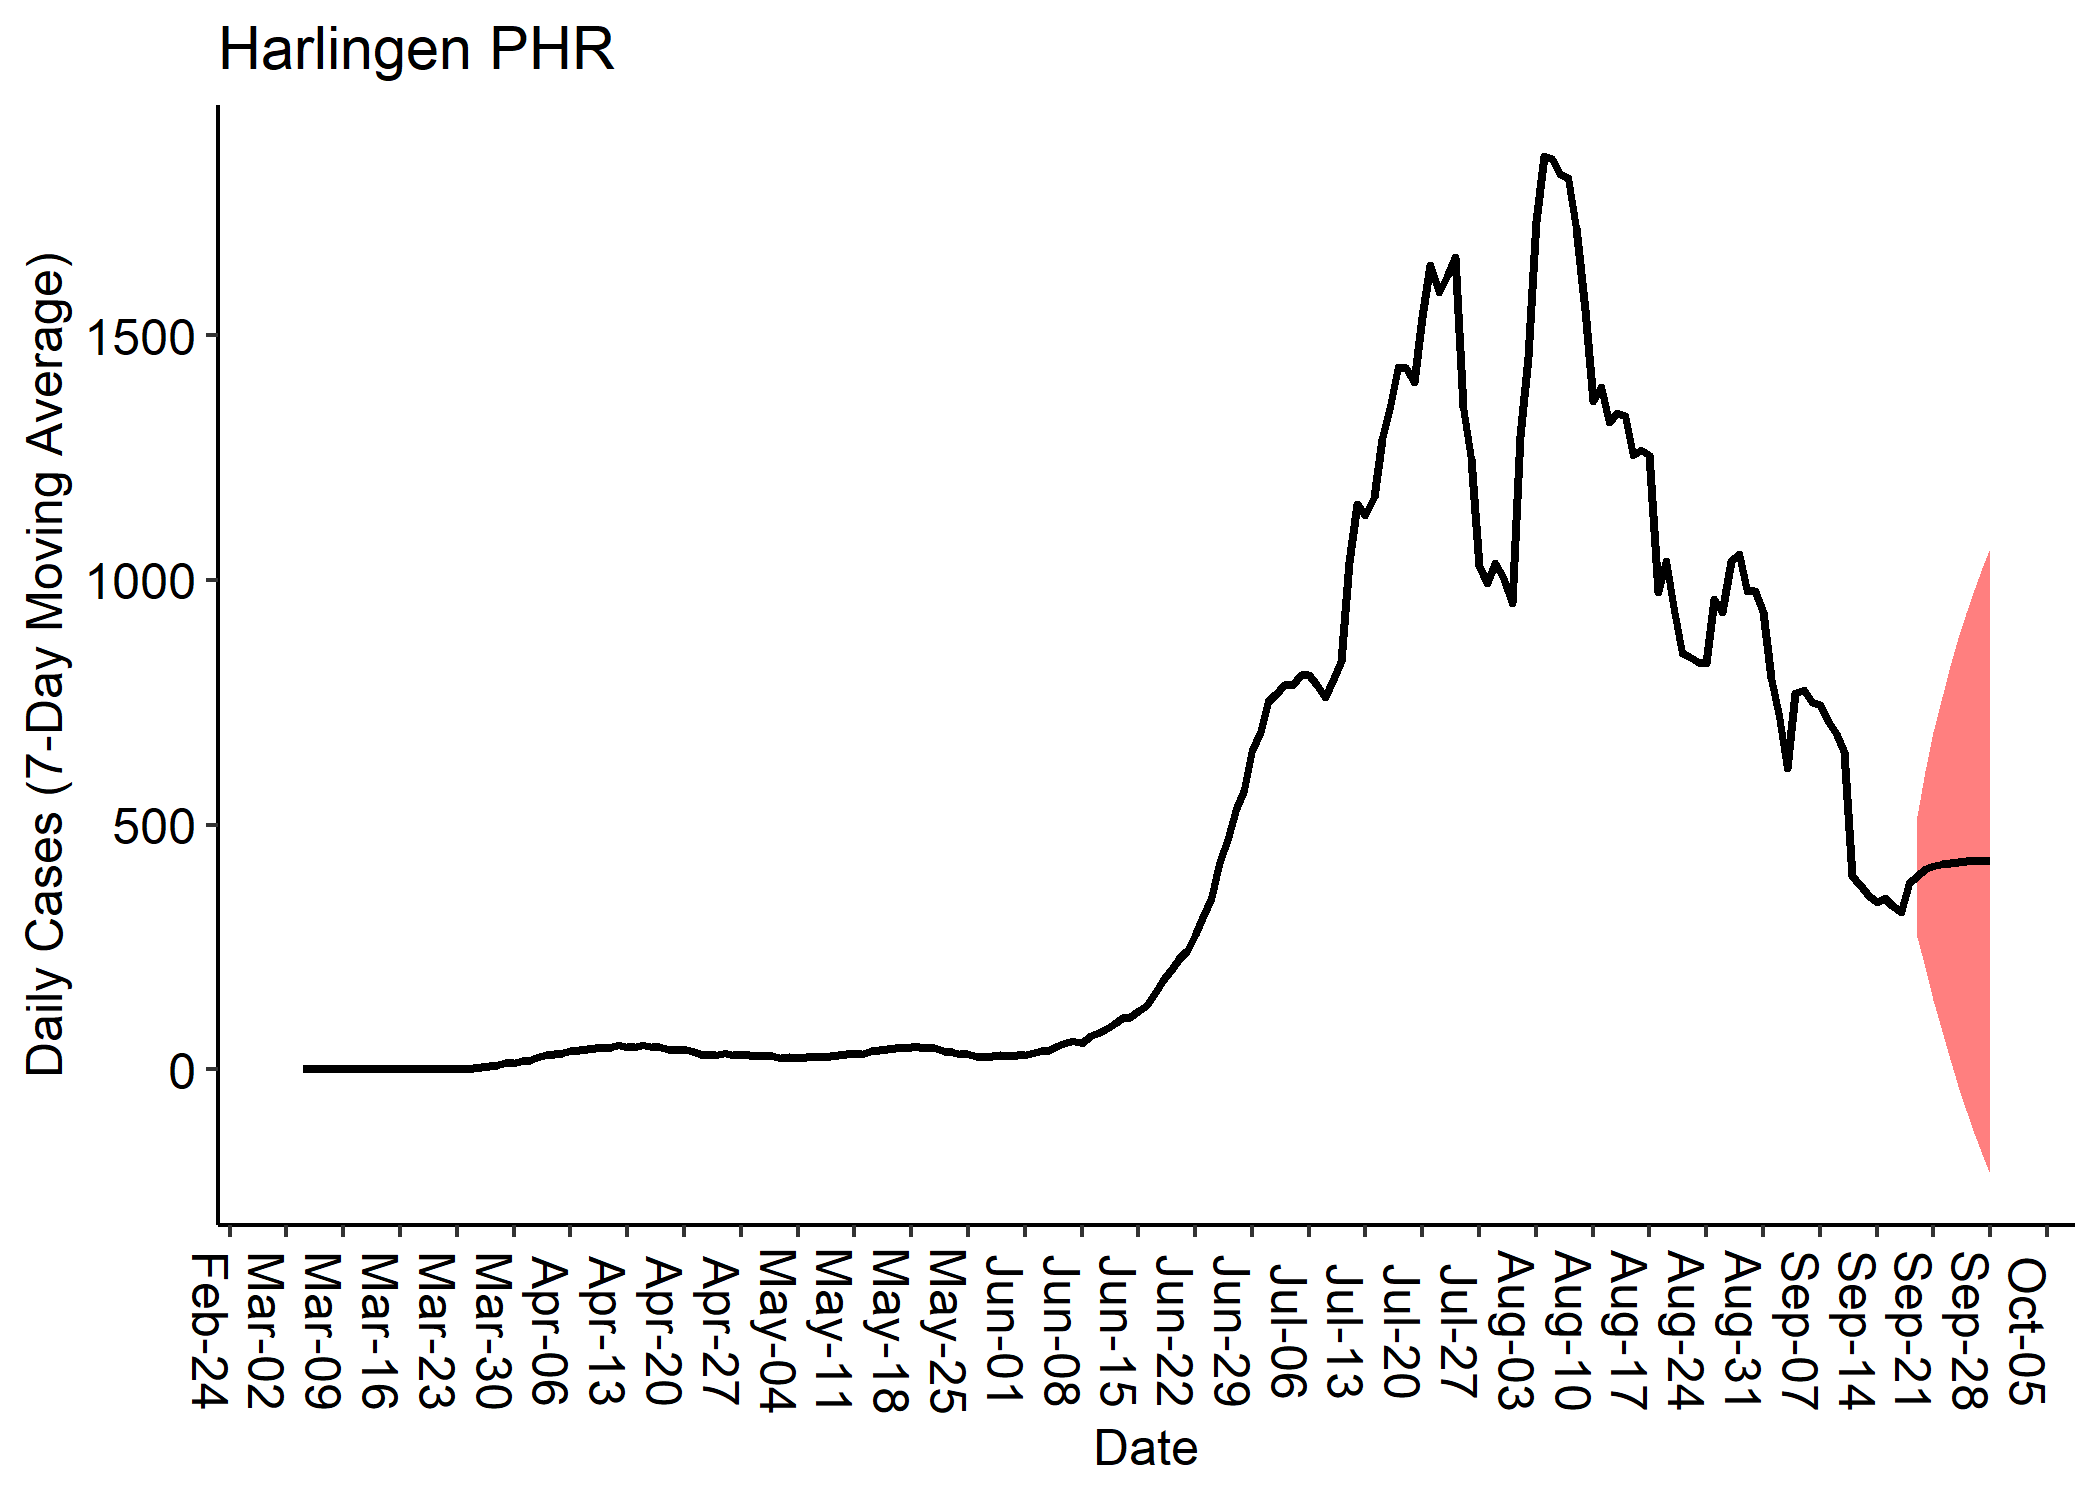 Harlingen PHR
Daily Cases (7-Day Moving Average)
1500
1000
500
0
Feb-24
Mar-02
Mar-09
Mar-16
Mar-23
Mar-30
Apr-06
Apr-13
Apr-20
Apr-27
May-04
May-11
May-18
May-25
Jun-01
Jun-08
Jun-15
Jun-22
Jun-29
Jul-06
Jul-13
Jul-20
Jul-27
Aug-03
Aug-10
Aug-17
Aug-24
Aug-31
Sep-07
Sep-14
Sep-21
Sep-28
Oct-05
Date